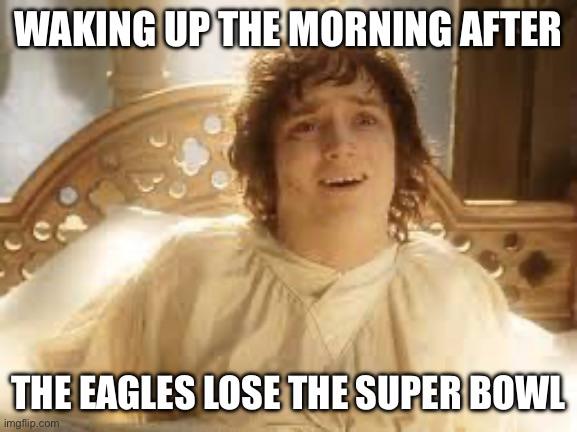 WAKING UP THE MORNING AFTER
THE EAGLES LOSE THE SUPER BOWL
imgflip.com